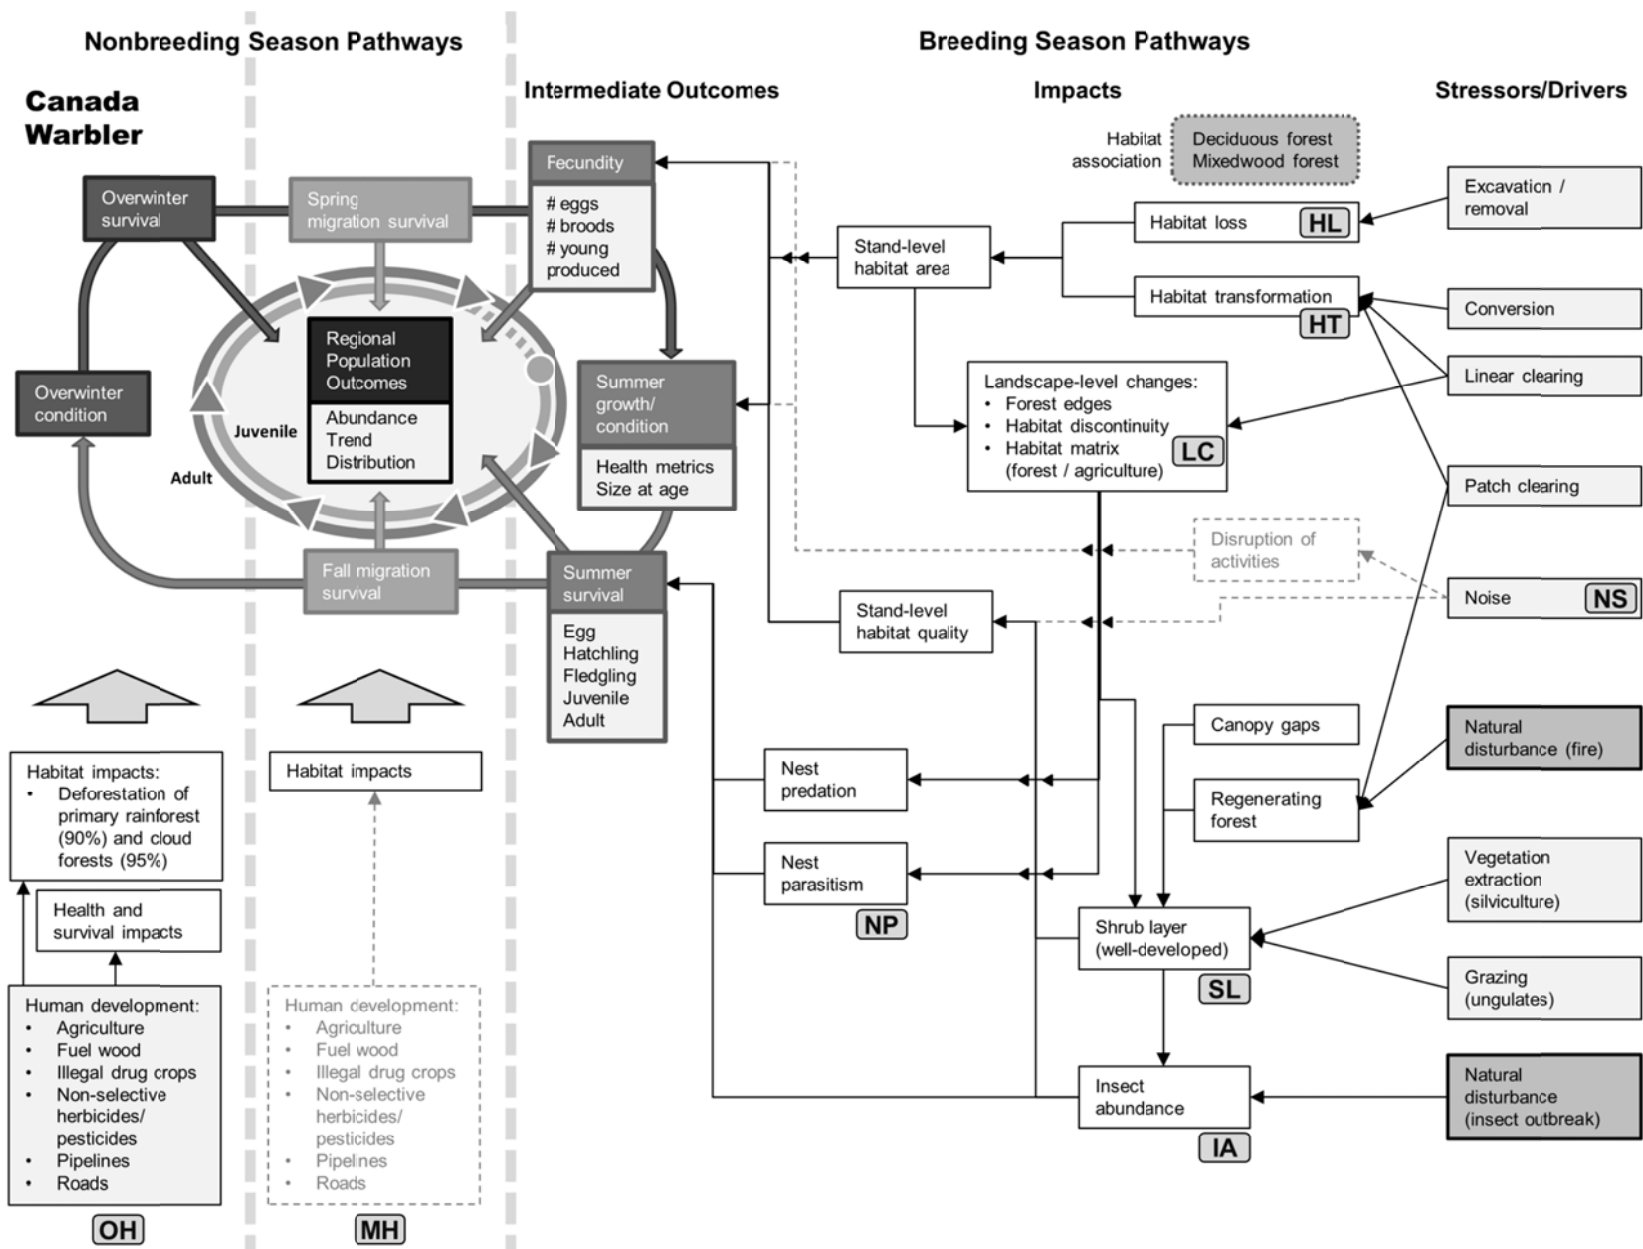 Nonbreeding Season Pathways
Breeding Season Pathways
Canada
Warbler
Intermediate Outcomes
Impacts
Stressors/Drivers
Habitat
association
Deciduous forest
Mixedwood forest
Overwinter
survival
Spring
migration survival
Fecundity
# eggs
# broods
# young
produced
Overwinter
condition
Regional
Population
Outcomes
Abundance
Trend
Distribution
Juvenile
Adult
Summer
growth/
condition
Health metrics
Size at age
Fall migration
survival
Summer
survival
Egg
Hatchling
Fledgling
Juvenile
Adult
Stand-level
habitat area
Habitat loss
HL
Habitat transformation
HT
Landscape-level changes:
• Forest edges
• Habitat discontinuity
• Habitat matrix
(forest / agriculture)
LC
Disruption of
activities
Stand-level
habitat quality
Canopy gaps
Nest
predation
Regenerating
forest
Nest
parasitism
NP
Shrub layer
(well-developed)
SL
Insect
abundance
IA
Excavation /
removal
Conversion
Linear clearing
Patch clearing
Noise
NS
Natural
disturbance (fire)
Vegetation
extraction
(silviculture)
Grazing
(ungulates)
Natural
disturbance
(insect outbreak)
Habitat impacts:
• Deforestation of
primary rainforest
(90%) and cloud
forests (95%)
Health and
survival impacts
Human development:
• Agriculture
• Fuel wood
• Illegal drug crops
• Non-selective
herbicides/
pesticides
• Pipelines
• Roads
OH
Habitat impacts
Human development:
• Agriculture
• Fuel wood
• Illegal drug crops
• Non-selective
herbicides/
pesticides
• Pipelines
• Roads
MH